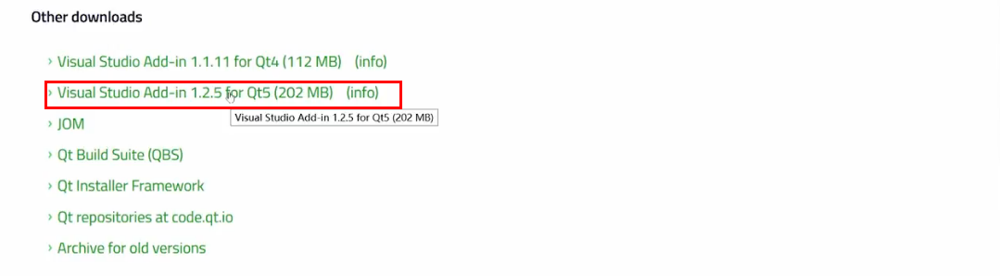 Other downloads
Visual Studio Add-in 1.1.11 for Qt4 (112 MB) (info)
Visual Studio Add-in 1.2.5 for Qt5 (202 MB) (info)
Visual Studio Add-in 1.2.5 for Qt5 (202 MB)
JOM
Qt Build Suite (QBS)
Qt Installer Framework
Qt repositories at code.qt.io
Archive for old versions